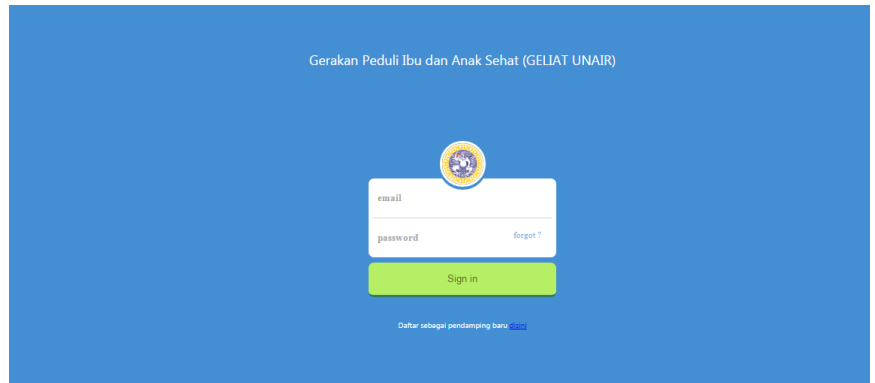 Gerakan Peduli Ibu dan Anak Sehat (GELIAT UNAIR)
email
password forgot ?
Sign in
Daftar sebagai pendamping baru disini